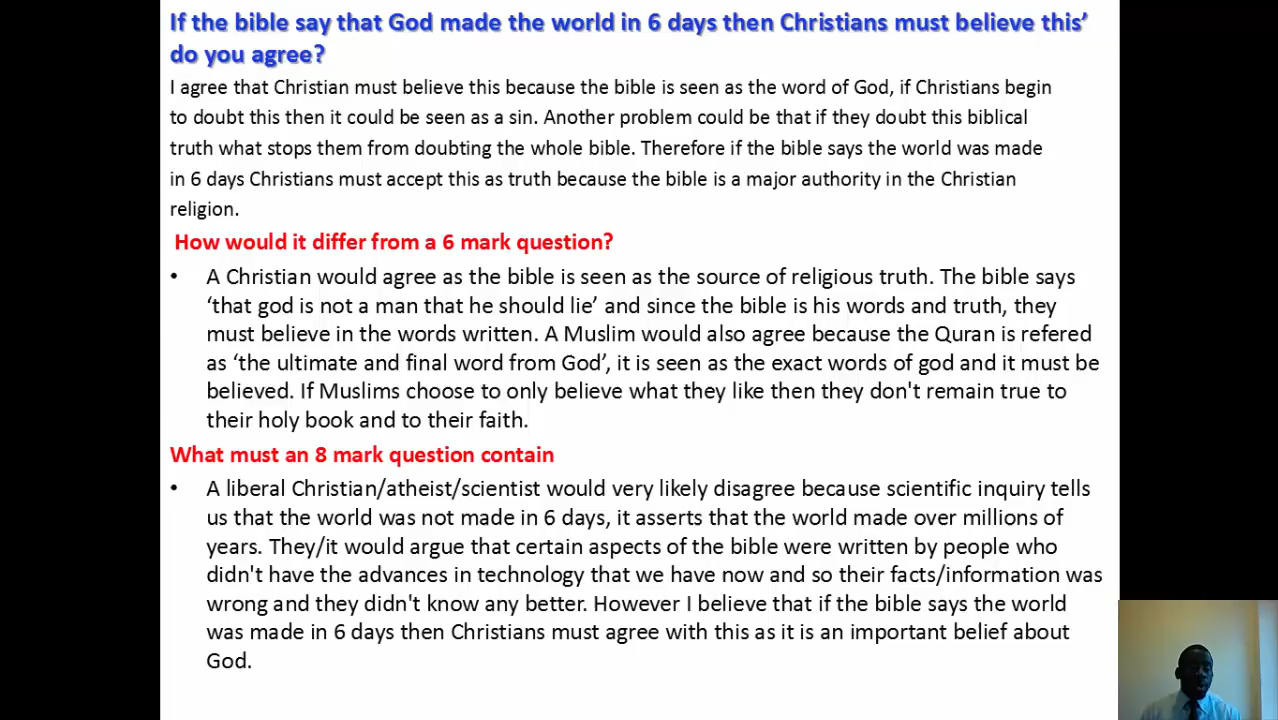 If the bible say that God made the world in 6 days then Christians must believe this’
do you agree?
I agree that Christian must believe this because the bible is seen as the word of God, if Christians begin
to doubt this then it could be seen as a sin. Another problem could be that if they doubt this biblical
truth what stops them from doubting the whole bible. Therefore if the bible says the world was made
in 6 days Christians must accept this as truth because the bible is a major authority in the Christian
religion.
How would it differ from a 6 mark question?
• A Christian would agree as the bible is seen as the source of religious truth. The bible says
‘that god is not a man that he should lie’ and since the bible is his words and truth, they
must believe in the words written. A Muslim would also agree because the Quran is refered
as ‘the ultimate and final word from God’, it is seen as the exact words of god and it must be
believed. If Muslims choose to only believe what they like then they don't remain true to
their holy book and to their faith.
What must an 8 mark question contain
• A liberal Christian/atheist/scientist would very likely disagree because scientific inquiry tells
us that the world was not made in 6 days, it asserts that the world made over millions of
years. They/it would argue that certain aspects of the bible were written by people who
didn't have the advances in technology that we have now and so their facts/information was
wrong and they didn't know any better. However I believe that if the bible says the world
was made in 6 days then Christians must agree with this as it is an important belief about
God.